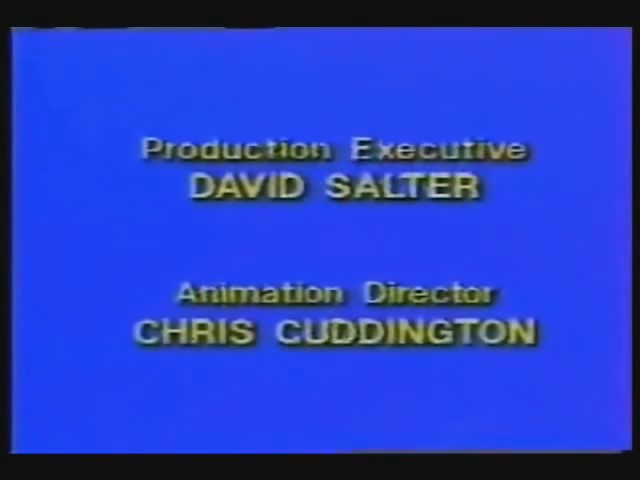 Production Executive
DAVID SALTER
Animation Director
CHRIS CUDDINGTON